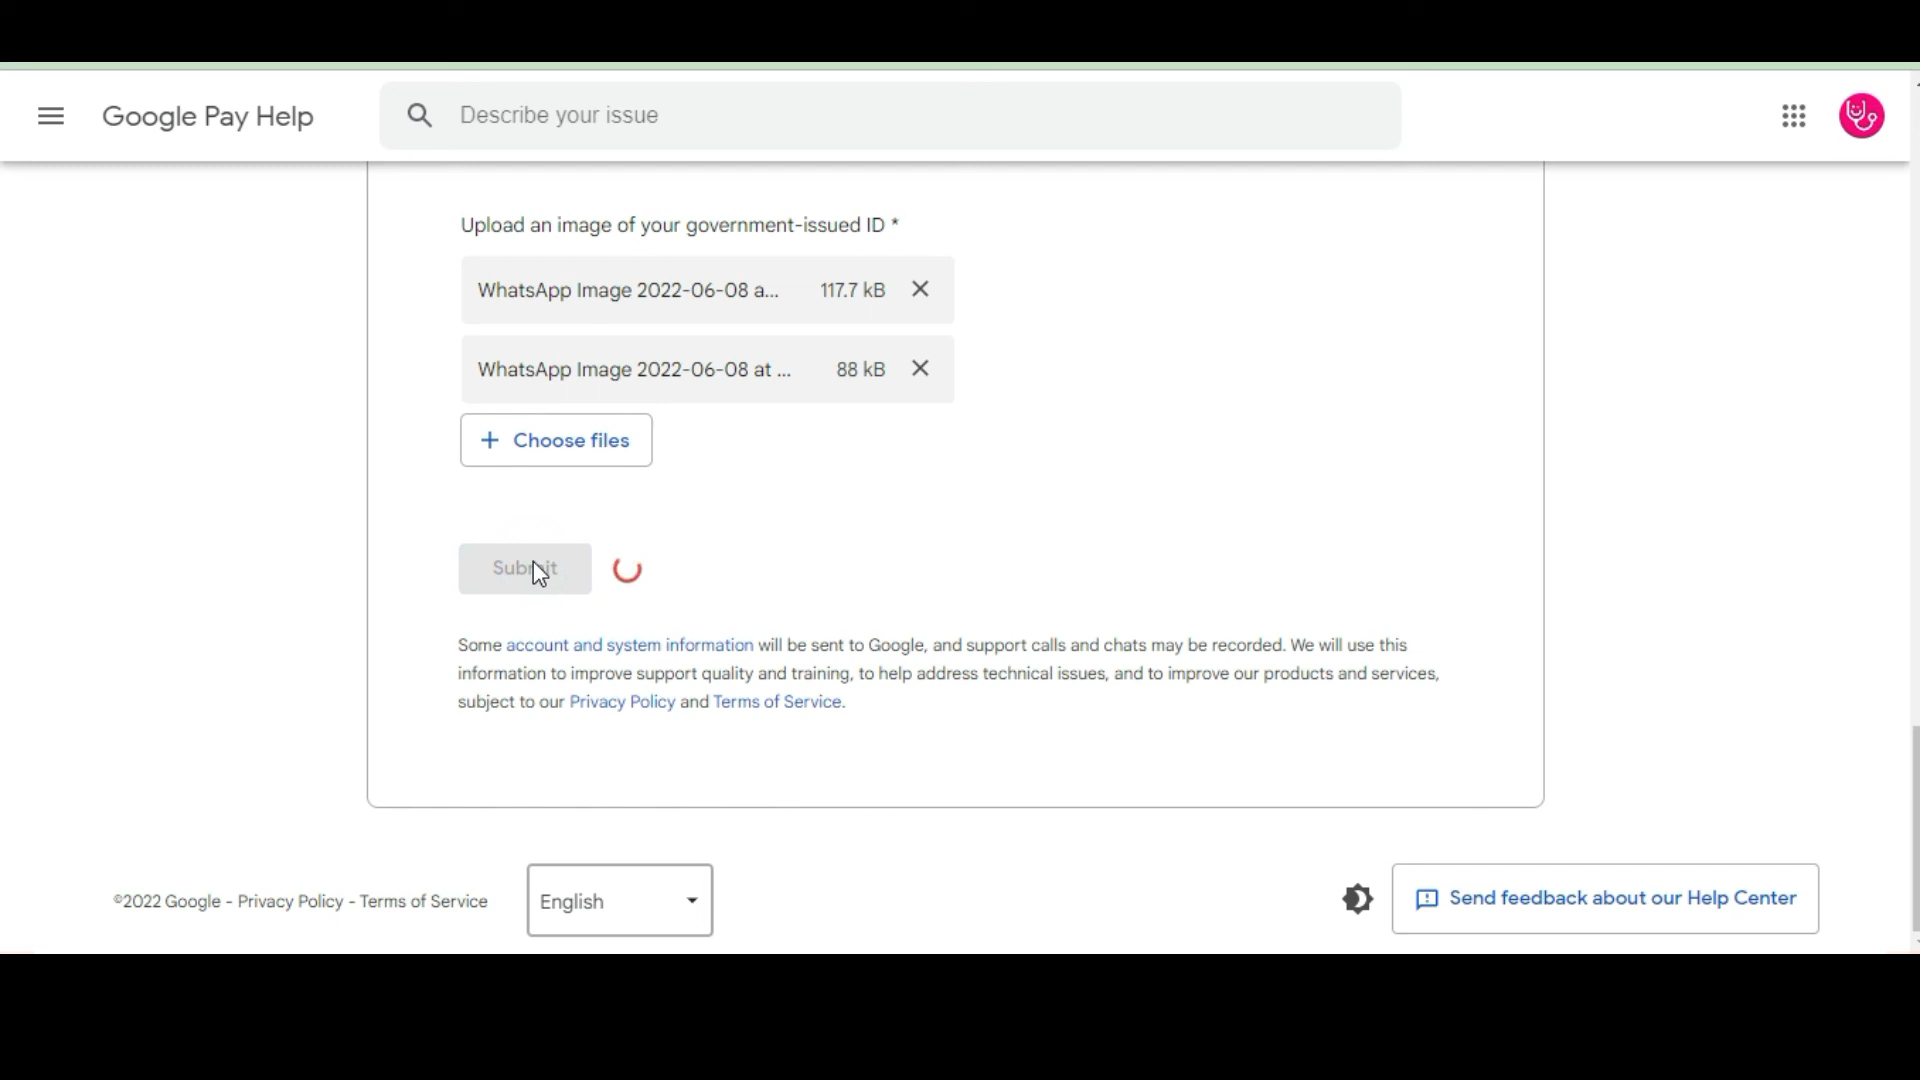 Google Pay Help
Describe your issue
Upload an image of your government-issued ID *
WhatsApp Image 2022-06-08 a... 117.7 kB
WhatsApp Image 2022-06-08 at ... 88 kB
Choose files
Submit
Some account and system information will be sent to Google, and support calls and chats may be recorded. We will use this
information to improve support quality and training, to help address technical issues, and to improve our products and services,
subject to our Privacy Policy and Terms of Service.
©2022 Google - Privacy Policy - Terms of Service
English
Send feedback about our Help Center